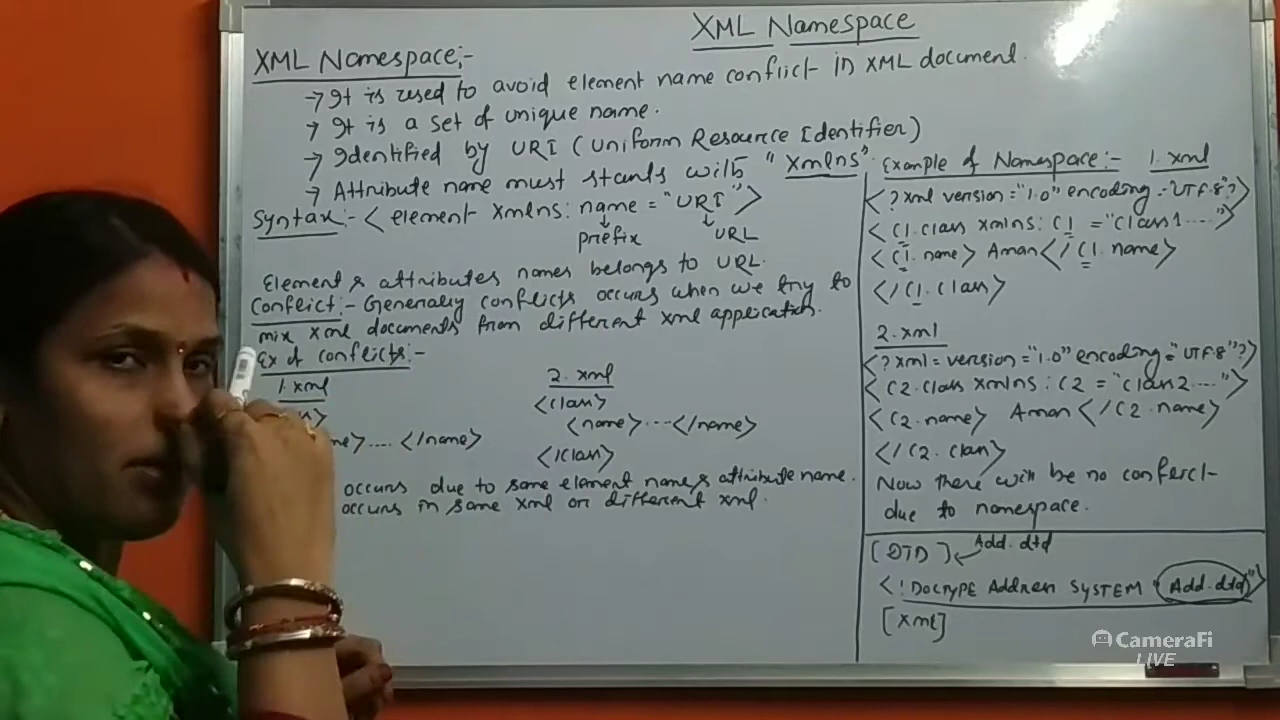 XML Namespace
XML Namespace:-
→ It is used to avoid element name conflict in XML document.
→ It is a set of unique name.
→ Identified by URI (Uniform Resource Identifier)
→ Attribute name must starts with "xmlns".
Syntax:- < element xmlns: name = "URI">
prefix URL
Element & attributes names belongs to URL.
Conflict:- Generally conflicts occurs when we try to
mix xml documents from different xml application.
Ex of conflicts:-
1. xml
me> .... </name>
2. xml
<class>
<name> ... </name>
</class>
occurs due to same element name & attribute name.
occurs in same xml or different xml.
Example of Namespace:- 1. xml
< ? xml version = "1.0" encoding = "UTF-8"? >
< C1.class xmlns: C1 = "class1 ....">
< C1.name> Aman </ C1.name>
</ C1.class>
2. xml
< ? xml = version = "1.0" encoding = "UTF-8"? >
< C2.class xmlns: C2 = "class2 ....">
< C2.name> Aman </ C2.name>
</ C2.class>
Now there will be no conferct
due to namespace.
[DTD] ← Add.dtd
< ! DOCTYPE Address SYSTEM "Add.dtd">
[xml]
CameraFi
LIVE